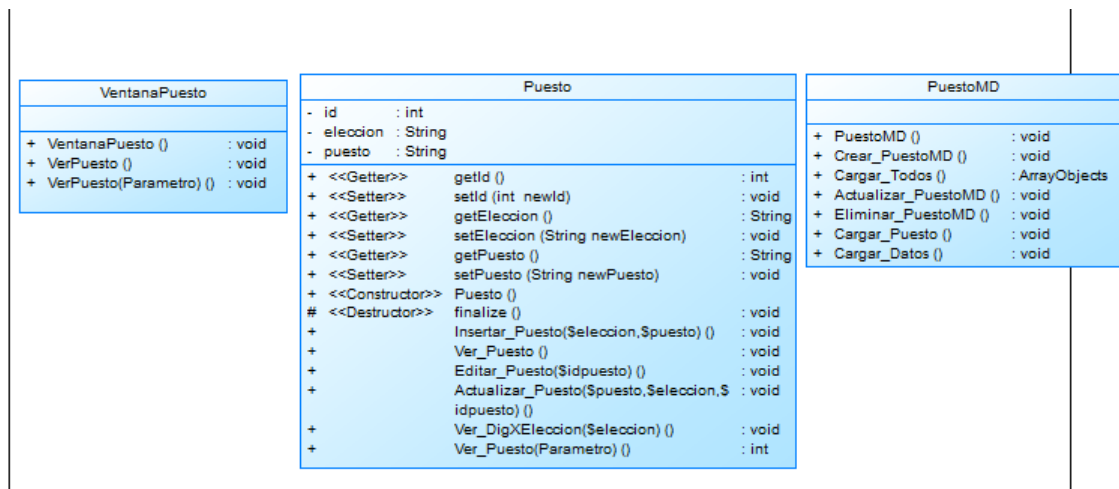 VentanaPuesto
+ VentanaPuesto () : void
+ VerPuesto () : void
+ VerPuesto(Parametro) () : void
Puesto
- id : int
- eleccion : String
- puesto : String
+ <<Getter>> getId () : int
+ <<Setter>> setId (int newId) : void
+ <<Getter>> getEleccion () : String
+ <<Setter>> setEleccion (String newEleccion) : void
+ <<Getter>> getPuesto () : String
+ <<Setter>> setPuesto (String newPuesto) : void
+ <<Constructor>> Puesto ()
# <<Destructor>> finalize () : void
+ Insertar_Puesto($eleccion,$puesto) () : void
+ Ver_Puesto () : void
+ Editar_Puesto($idpuesto) () : void
+ Actualizar_Puesto($puesto,$eleccion,$ : void
idpuesto) ()
+ Ver_DigXEleccion($eleccion) () : void
+ Ver_Puesto(Parametro) () : int
PuestoMD
+ PuestoMD () : void
+ Crear_PuestoMD () : void
+ Cargar_Todos () : ArrayObjects
+ Actualizar_PuestoMD () : void
+ Eliminar_PuestoMD () : void
+ Cargar_Puesto () : void
+ Cargar_Datos () : void